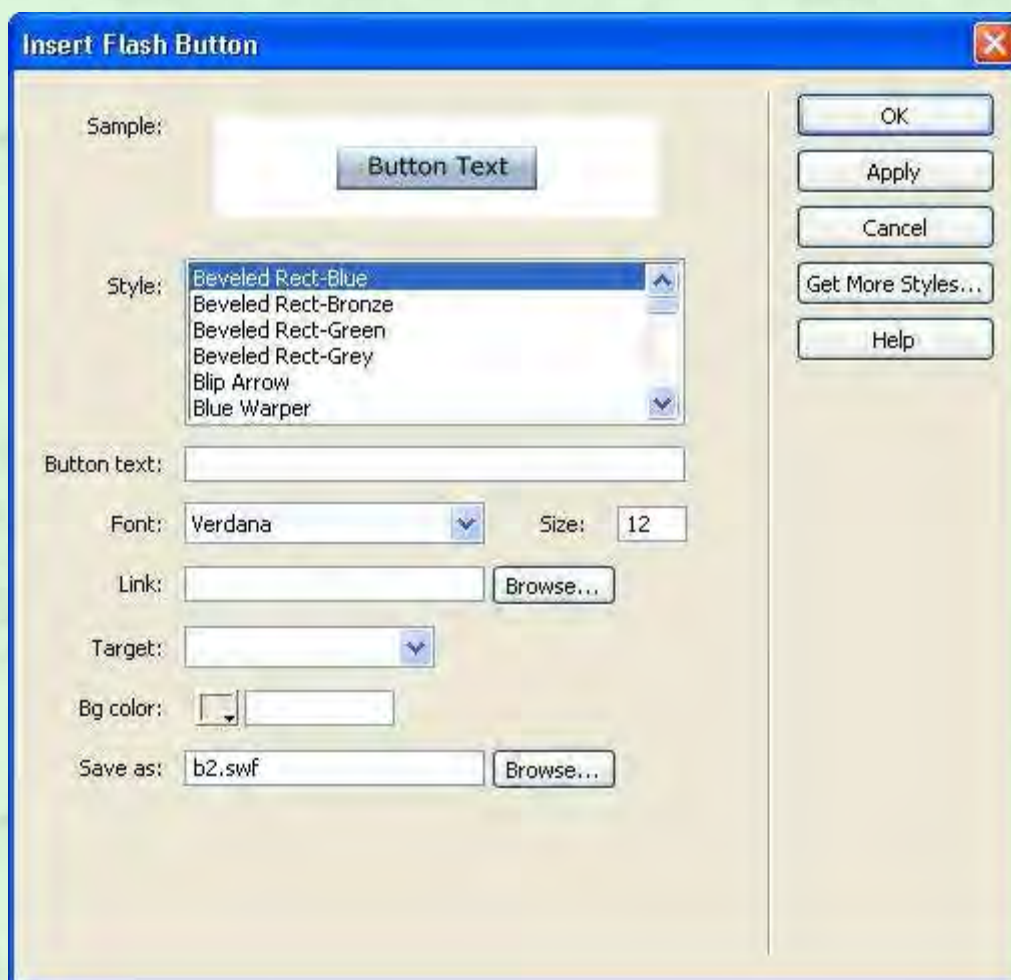 Insert Flash Button
Sample:
Button Text
OK
Apply
Cancel
Get More Styles...
Help
Style:
Beveled Rect-Blue
Beveled Rect-Bronze
Beveled Rect-Green
Beveled Rect-Grey
Blip Arrow
Blue Warper
Button text:
Font: Verdana Size: 12
Link: Browse...
Target:
Bg color:
Save as: b2.swf Browse...